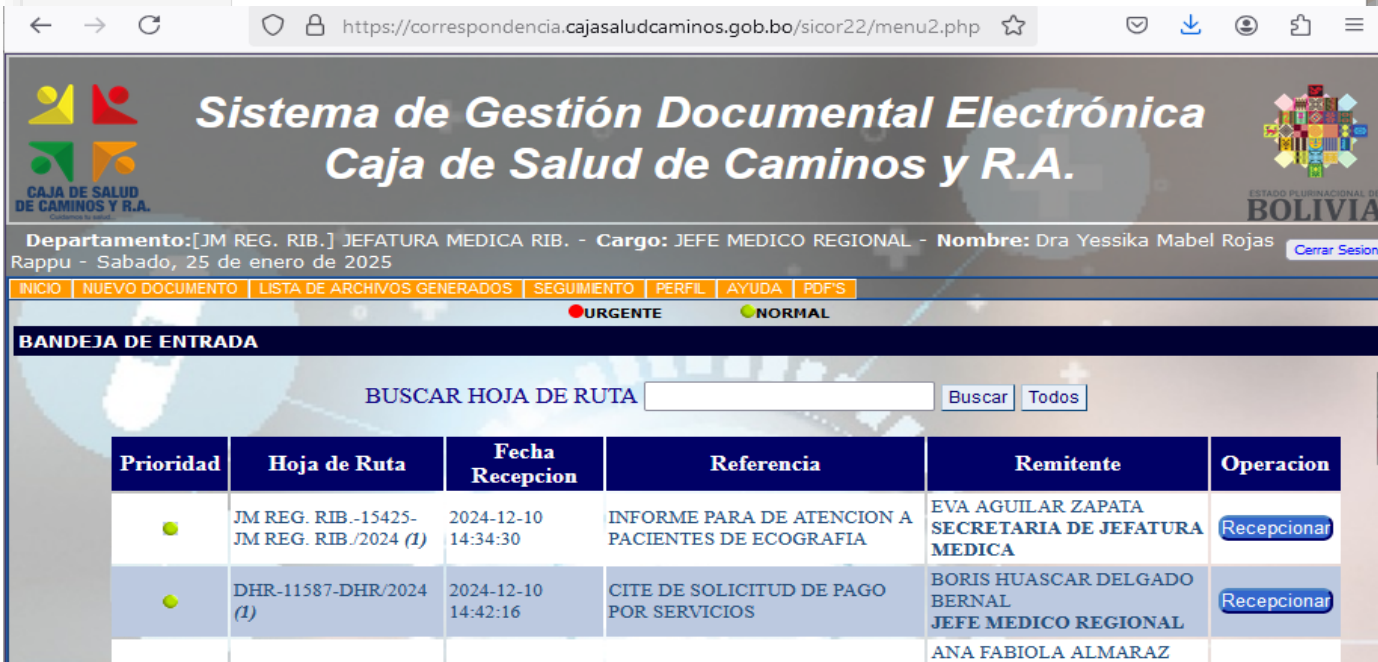 https://correspondencia.cajasaludcaminos.gob.bo/sicor22/menu2.php
Sistema de Gestión Documental Electrónica
Caja de Salud de Caminos y R.A.
CAJA DE SALUD
DE CAMINOS Y R.A.
ESTADO PLURINACIONAL DE
BOLIVIA
Departamento:[JM REG. RIB.] JEFATURA MEDICA RIB. - Cargo: JEFE MEDICO REGIONAL - Nombre: Dra Yessika Mabel Rojas
Rappu - Sabado, 25 de enero de 2025
Cerrar Sesion
INICIO NUEVO DOCUMENTO LISTA DE ARCHIVOS GENERADOS SEGUIMIENTO PERFIL AYUDA PDF'S
URGENTE NORMAL
BANDEJA DE ENTRADA
BUSCAR HOJA DE RUTA Buscar Todos
Prioridad Hoja de Ruta Fecha Recepcion Referencia Remitente Operacion
JM REG. RIB.-15425-
JM REG. RIB./2024 (1)
2024-12-10
14:34:30
INFORME PARA DE ATENCION A
PACIENTES DE ECOGRAFIA
EVA AGUILAR ZAPATA
SECRETARIA DE JEFATURA
MEDICA
Recepcionar
DHR-11587-DHR/2024
(1)
2024-12-10
14:42:16
CITE DE SOLICITUD DE PAGO
POR SERVICIOS
BORIS HUASCAR DELGADO
BERNAL
JEFE MEDICO REGIONAL
Recepcionar
ANA FABIOLA ALMARAZ